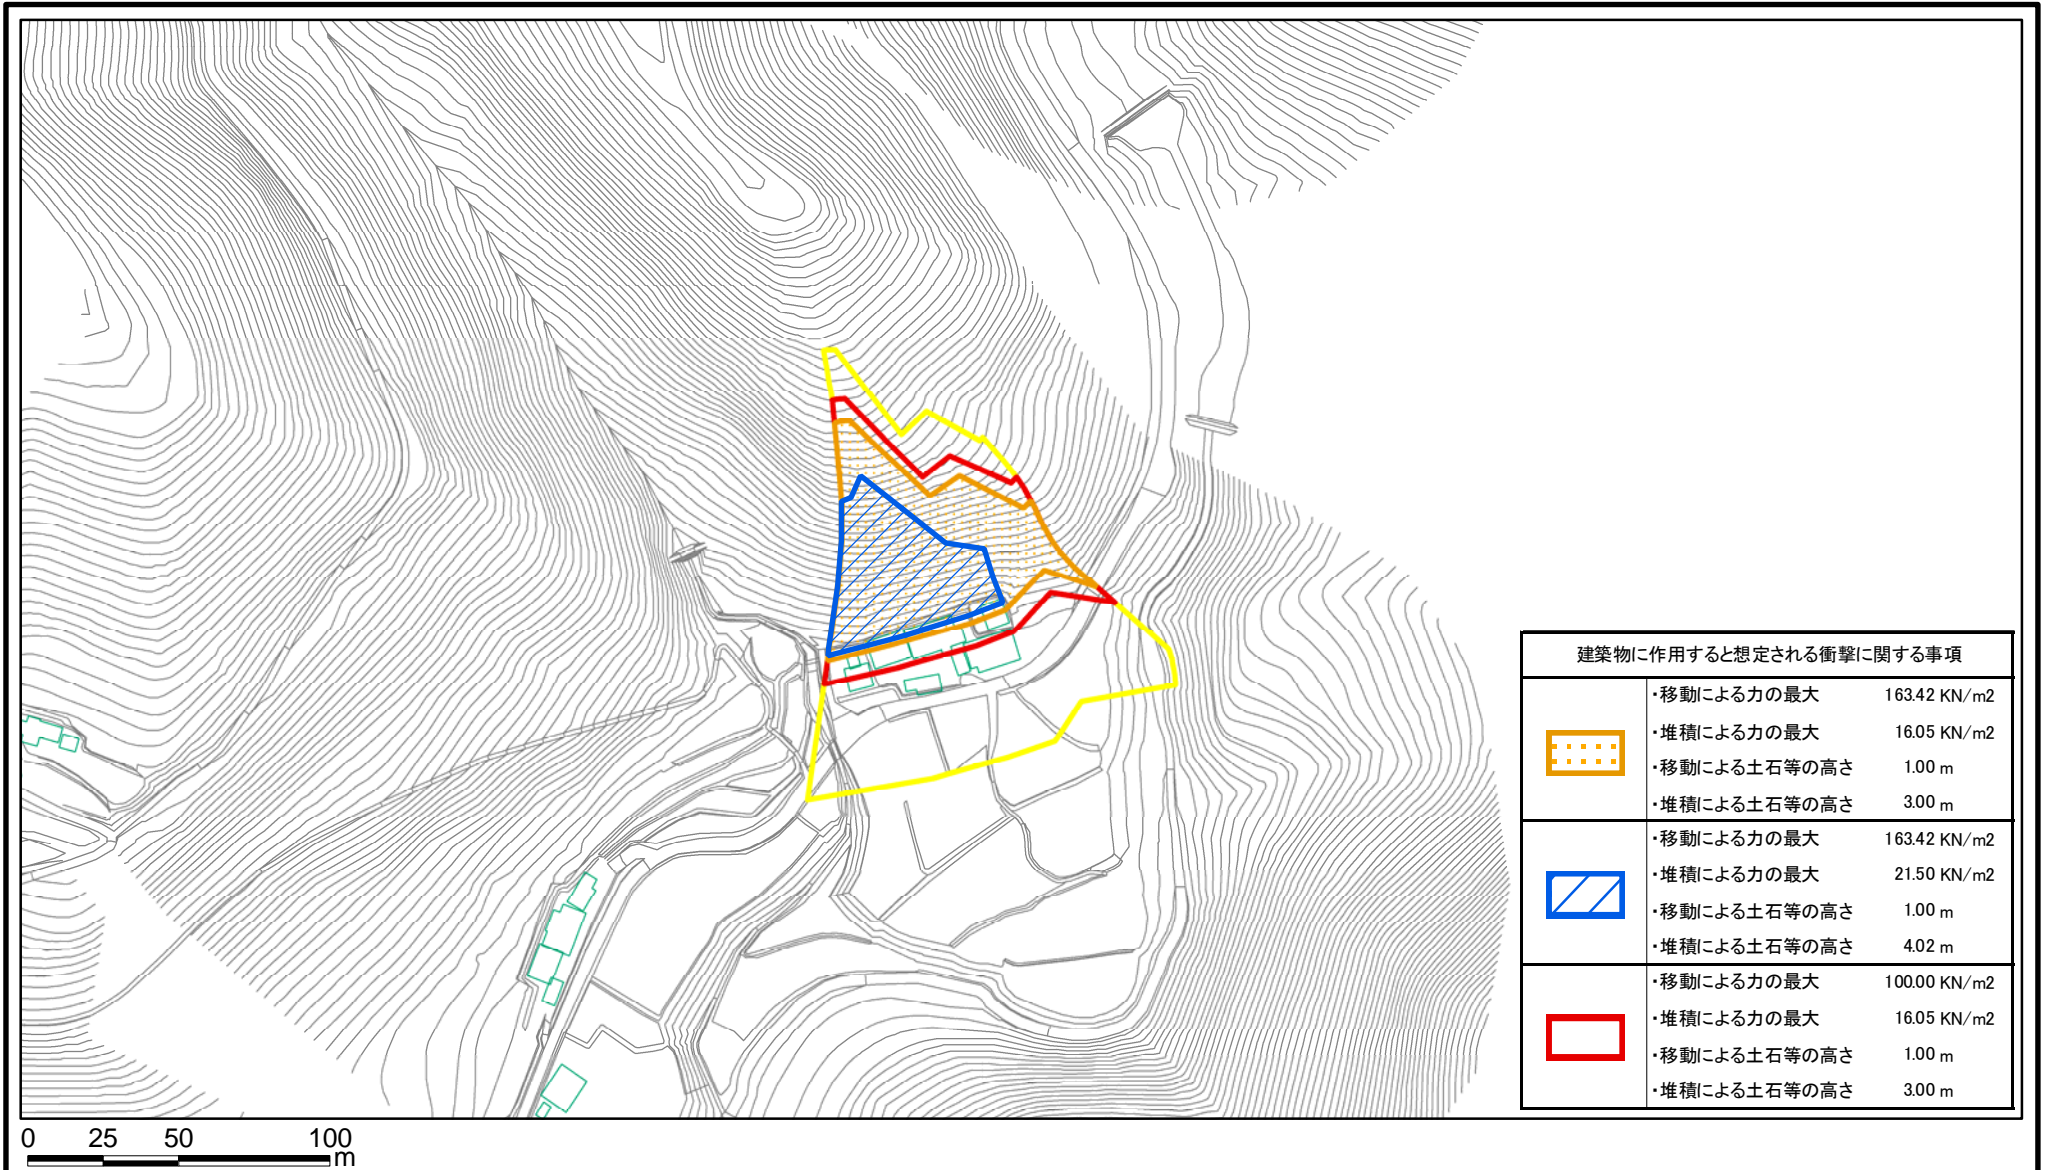 建築物に作用すると想定される衝撃に関する事項
・移動による力の最大 163.42 KN/m2
・堆積による力の最大 16.05 KN/m2
・移動による土石等の高さ 1.00 m
・堆積による土石等の高さ 3.00 m
・移動による力の最大 163.42 KN/m2
・堆積による力の最大 21.50 KN/m2
・移動による土石等の高さ 1.00 m
・堆積による土石等の高さ 4.02 m
・移動による力の最大 100.00 KN/m2
・堆積による力の最大 16.05 KN/m2
・移動による土石等の高さ 1.00 m
・堆積による土石等の高さ 3.00 m
0 25 50 100
m